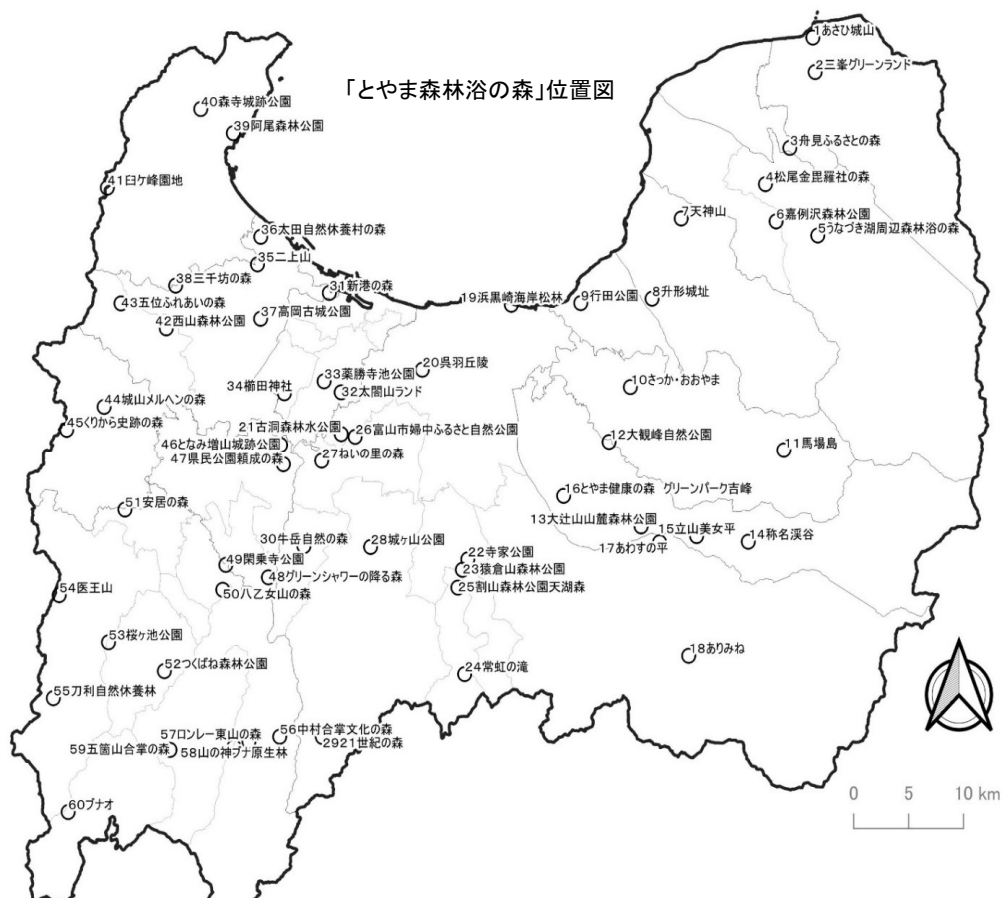 「とやま森林浴の森」位置図
1あさひ城山
2三峯グリーンランド
3舟見ふるさとの森
4松尾金毘羅社の森
6嘉例沢森林公園
5うなづき湖周辺森林浴の森
7天神山
8升形城址
9行田公園
19浜黒崎海岸松林
40森寺城跡公園
39阿尾森林公園
41臼ケ峰園地
36太田自然休養村の森
35二上山
38三千坊の森
31新港の森
43五位ふれあいの森
37高岡古城公園
42西山森林公園
20呉羽丘陵
33薬勝寺池公園
34櫛田神社
32太閤山ランド
10さっか・おおやま
44城山メルヘンの森
45くりから史跡の森
21古洞森林水公園
26富山市婦中ふるさと自然公園
46となみ増山城跡公園
47県民公園頼成の森
27ねいの里の森
12大観峰自然公園
11馬場島
16とやま健康の森 グリーンパーク吉峰
51安居の森
13大辻山山麓森林公園
15立山美女平
14称名渓谷
17あわすの平
30牛岳自然の森
28城ヶ山公園
22寺家公園
49閑乗寺公園
23猿倉山森林公園
48グリーンシャワーの降る森
25割山森林公園天湖森
50八乙女山の森
54医王山
53桜ヶ池公園
52つくばね森林公園
24常虹の滝
18ありみね
55刀利自然休養林
57ロンレー東山の森
56中村合掌文化の森
2921世紀の森
59五箇山合掌の森
58山の神ブナ原生林
60ブナオ
0 5 10 km